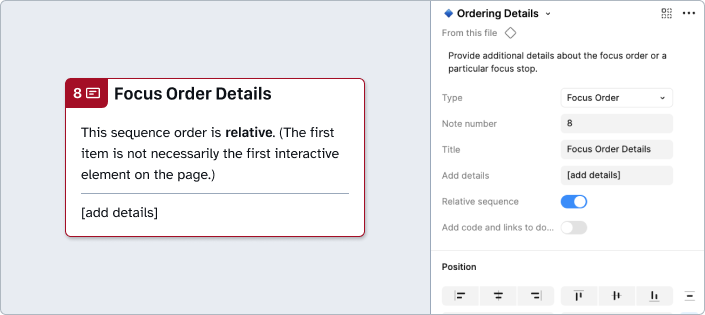 8 Focus Order Details
This sequence order is relative. (The first
item is not necessarily the first interactive
element on the page.)
[add details]
Ordering Details
From this file
Provide additional details about the focus order or a
particular focus stop.
Type Focus Order
Note number 8
Title Focus Order Details
Add details [add details]
Relative sequence
Add code and links to do...
Position